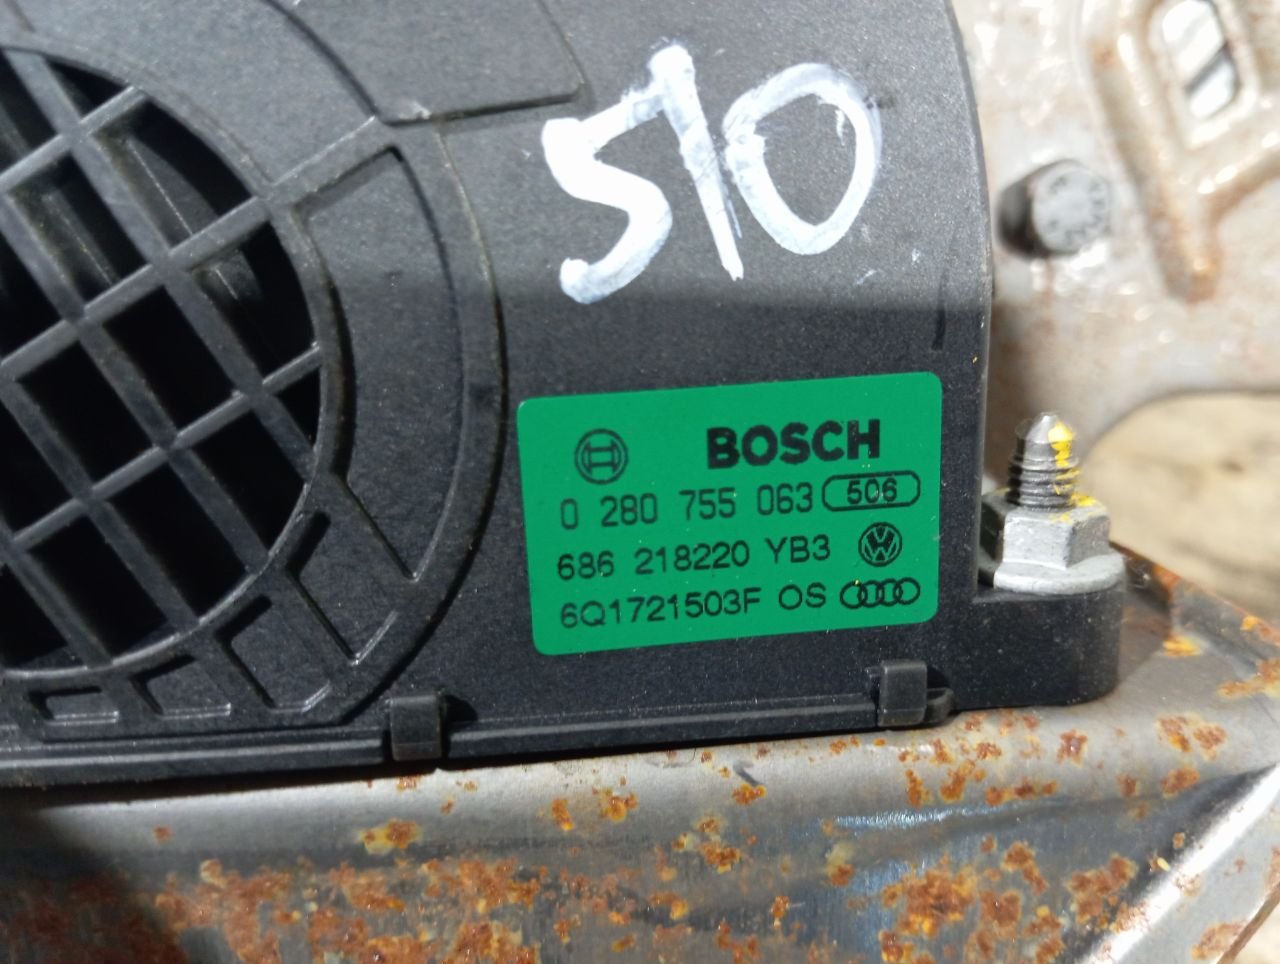 510
BOSCH
0 280 755 063 506
686 218220 YB3
6Q1721503F OS